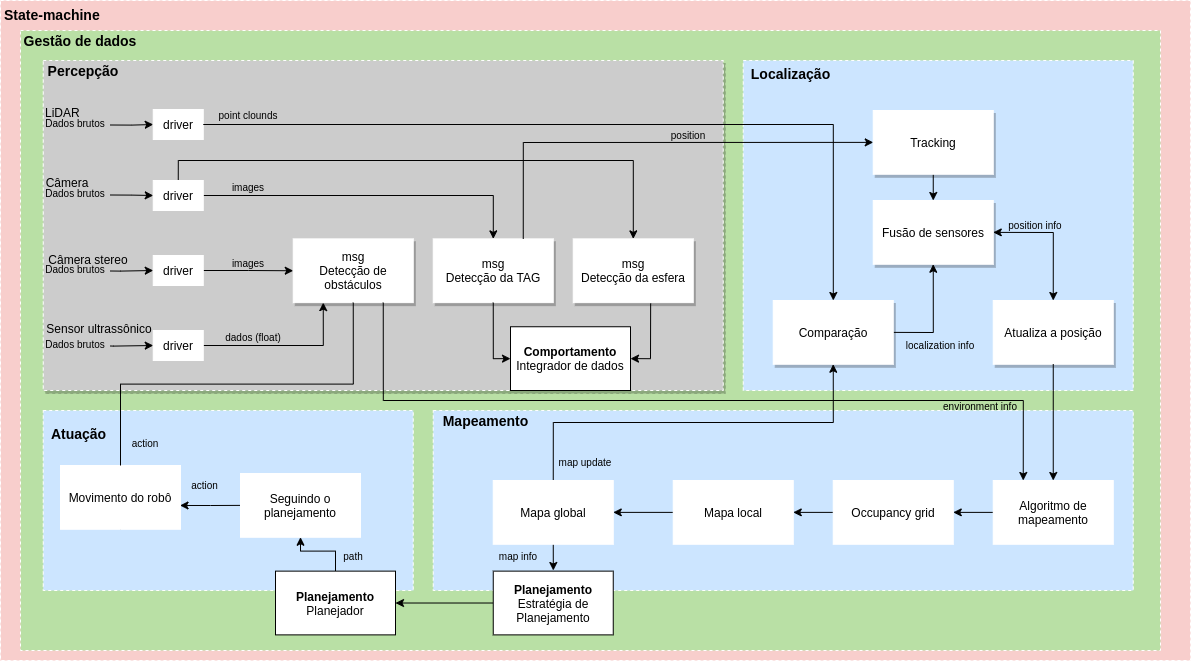 State-machine
Gestão de dados
Percepção
LiDAR
Dados brutos
driver
point clounds
Câmera
Dados brutos
driver
images
Câmera stereo
Dados brutos
driver
images
Sensor ultrassônico
Dados brutos
driver
dados (float)
msg
Detecção de
obstáculos
msg
Detecção da TAG
msg
Detecção da esfera
Comportamento
Integrador de dados
position
Localização
Tracking
Fusão de sensores
position info
Comparação
localization info
Atualiza a posição
environment info
Atuação
action
Movimento do robô
action
Seguindo o
planejamento
path
Planejamento
Planejador
Mapeamento
map update
Mapa global
Mapa local
Occupancy grid
Algoritmo de
mapeamento
map info
Planejamento
Estratégia de
Planejamento